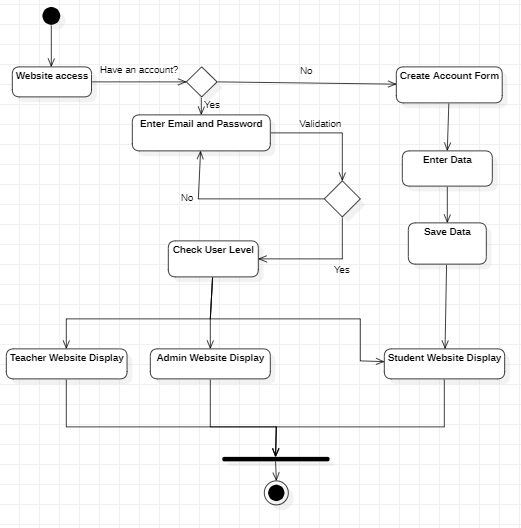 Website access
Have an account?
No
Create Account Form
Yes
Enter Email and Password
Validation
Enter Data
No
Save Data
Check User Level
Yes
Teacher Website Display
Admin Website Display
Student Website Display